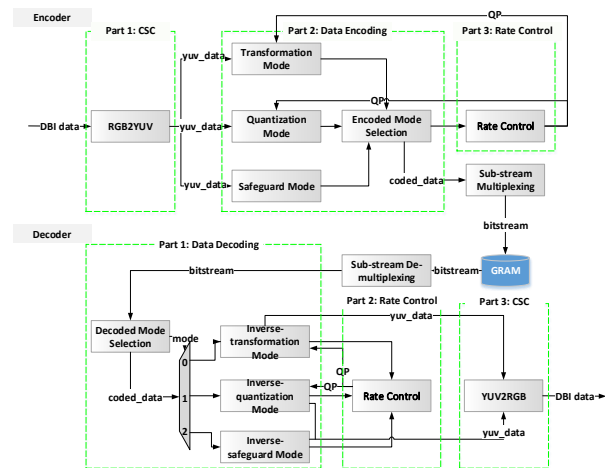 Encoder
QP
Part 1: CSC
Part 2: Data Encoding
Part 3: Rate Control
yuv_data
Transformation
Mode
QP
DBI data
RGB2YUV
yuv_data
Quantization
Mode
Encoded Mode
Selection
Rate Control
yuv_data
Safeguard Mode
coded_data
Sub-stream
Multiplexing
bitstream
Decoder
Part 1: Data Decoding
bitstream
Sub-stream De-
multiplexing
bitstream
GRAM
Part 2: Rate Control
Part 3: CSC
yuv_data
Decoded Mode
Selection
mode
0
Inverse-
transformation
Mode
QP
coded_data
1
Inverse-
quantization
Mode
QP
Rate Control
YUV2RGB
DBI data
2
Inverse-
safeguard Mode
yuv_data